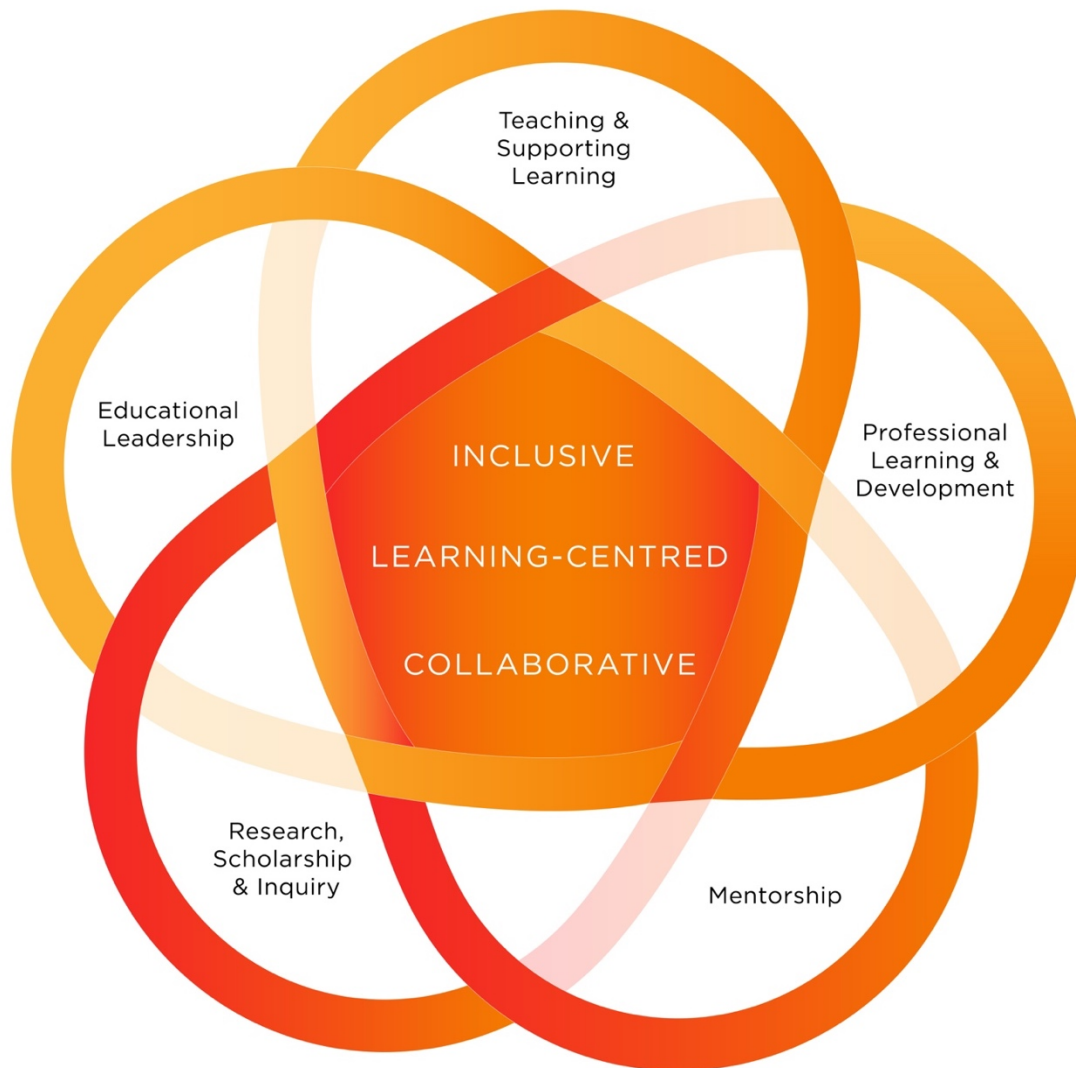 Teaching &
Supporting
Learning
Educational
Leadership
Professional
Learning &
Development
INCLUSIVE
LEARNING-CENTRED
COLLABORATIVE
Research,
Scholarship
& Inquiry
Mentorship